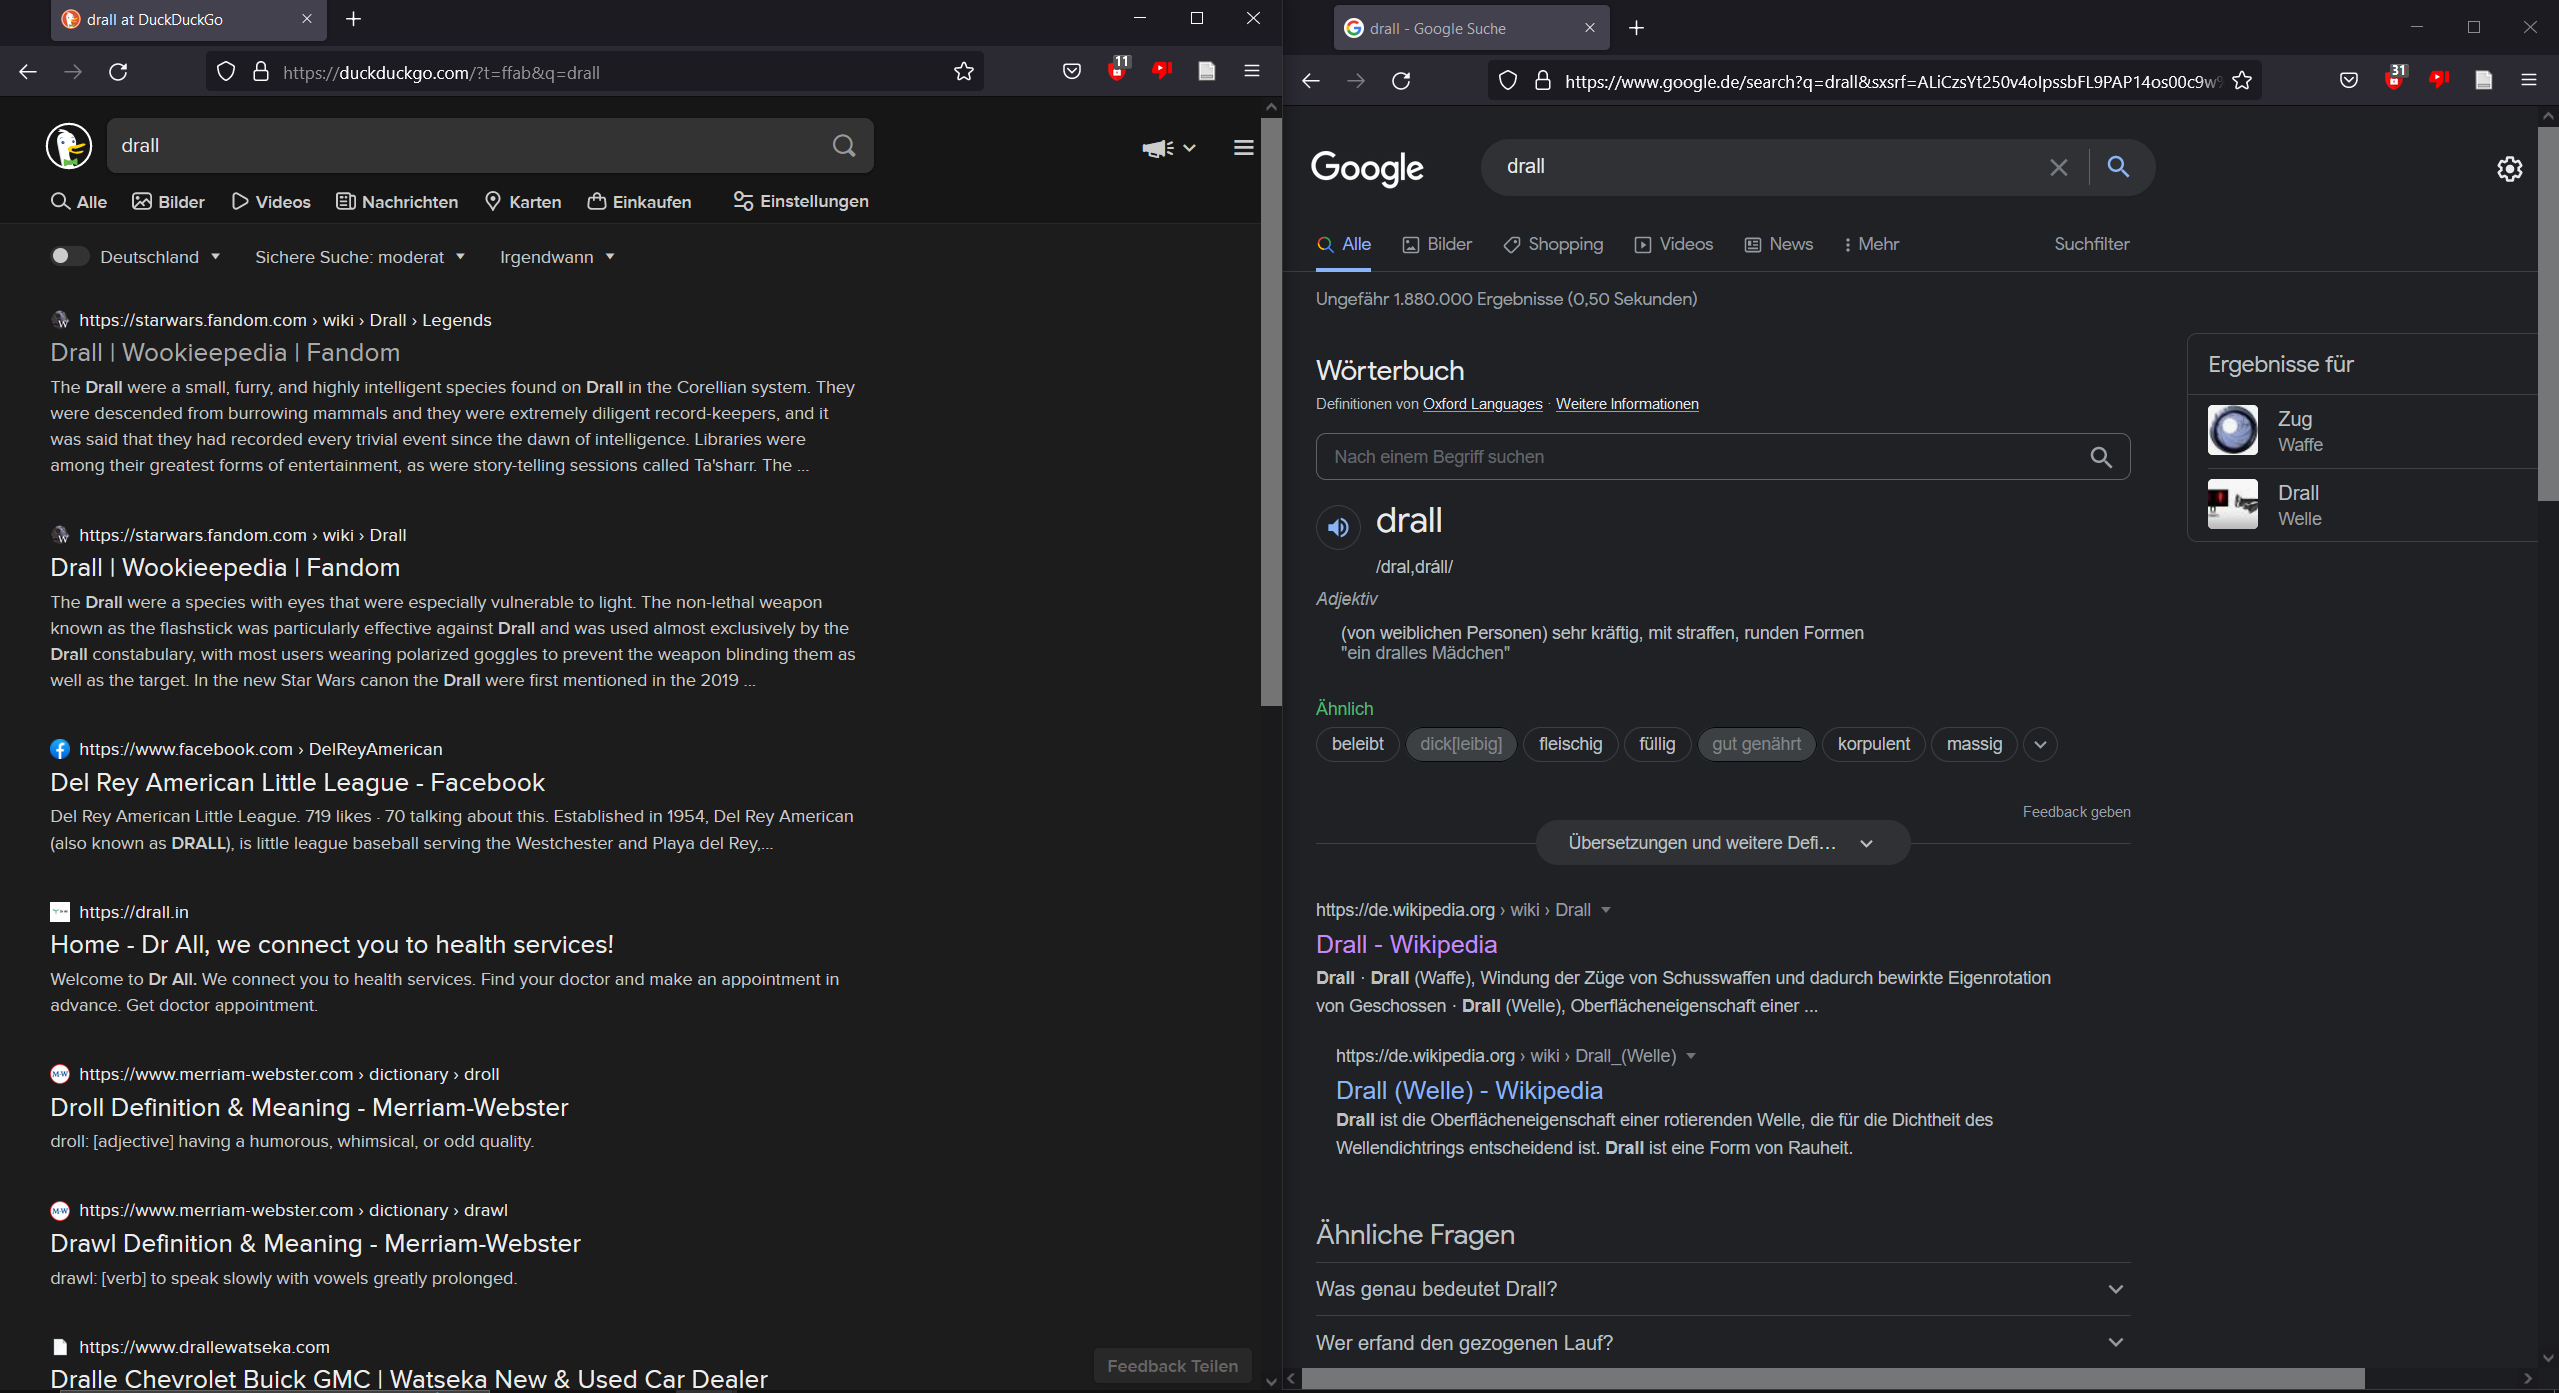 drall at DuckDuckGo
https://duckduckgo.com/?t=ffab&q=drall
11
drall
Alle
Bilder
Videos
Nachrichten
Karten
Einkaufen
Einstellungen
Deutschland
Sichere Suche: moderat
Irgendwann
https://starwars.fandom.com › wiki › Drall › Legends
Drall | Wookieepedia | Fandom
The Drall were a small, furry, and highly intelligent species found on Drall in the Corellian system. They
were descended from burrowing mammals and they were extremely diligent record-keepers, and it
was said that they had recorded every trivial event since the dawn of intelligence. Libraries were
among their greatest forms of entertainment, as were story-telling sessions called Ta'sharr. The ...
https://starwars.fandom.com › wiki › Drall
Drall | Wookieepedia | Fandom
The Drall were a species with eyes that were especially vulnerable to light. The non-lethal weapon
known as the flashstick was particularly effective against Drall and was used almost exclusively by the
Drall constabulary, with most users wearing polarized goggles to prevent the weapon blinding them as
well as the target. In the new Star Wars canon the Drall were first mentioned in the 2019 ...
https://www.facebook.com › DelReyAmerican
Del Rey American Little League - Facebook
Del Rey American Little League. 719 likes · 70 talking about this. Established in 1954, Del Rey American
(also known as DRALL), is little league baseball serving the Westchester and Playa del Rey,...
https://drall.in
Home - Dr All, we connect you to health services!
Welcome to Dr All. We connect you to health services. Find your doctor and make an appointment in
advance. Get doctor appointment.
https://www.merriam-webster.com › dictionary › droll
Droll Definition & Meaning - Merriam-Webster
droll: [adjective] having a humorous, whimsical, or odd quality.
https://www.merriam-webster.com › dictionary › drawl
Drawl Definition & Meaning - Merriam-Webster
drawl: [verb] to speak slowly with vowels greatly prolonged.
https://www.drallewatseka.com
Dralle Chevrolet Buick GMC | Watseka New & Used Car Dealer
Feedback Teilen
drall - Google Suche
https://www.google.de/search?q=drall&sxsrf=ALiCzsYt250v4oIpssbFL9PAP14os00c9w
31
Google
drall
Alle
Bilder
Shopping
Videos
News
Mehr
Suchfilter
Ungefähr 1.880.000 Ergebnisse (0,50 Sekunden)
Wörterbuch
Definitionen von Oxford Languages · Weitere Informationen
Nach einem Begriff suchen
drall
/dral,dráll/
Adjektiv
(von weiblichen Personen) sehr kräftig, mit straffen, runden Formen
"ein dralles Mädchen"
Ähnlich
beleibt
dick[leibig]
fleischig
füllig
gut genährt
korpulent
massig
Feedback geben
Übersetzungen und weitere Defi...
https://de.wikipedia.org › wiki › Drall
Drall - Wikipedia
Drall · Drall (Waffe), Windung der Züge von Schusswaffen und dadurch bewirkte Eigenrotation
von Geschossen · Drall (Welle), Oberflächeneigenschaft einer ...
https://de.wikipedia.org › wiki › Drall_(Welle)
Drall (Welle) - Wikipedia
Drall ist die Oberflächeneigenschaft einer rotierenden Welle, die für die Dichtheit des
Wellendichtrings entscheidend ist. Drall ist eine Form von Rauheit.
Ähnliche Fragen
Was genau bedeutet Drall?
Wer erfand den gezogenen Lauf?
Ergebnisse für
Zug
Waffe
Drall
Welle